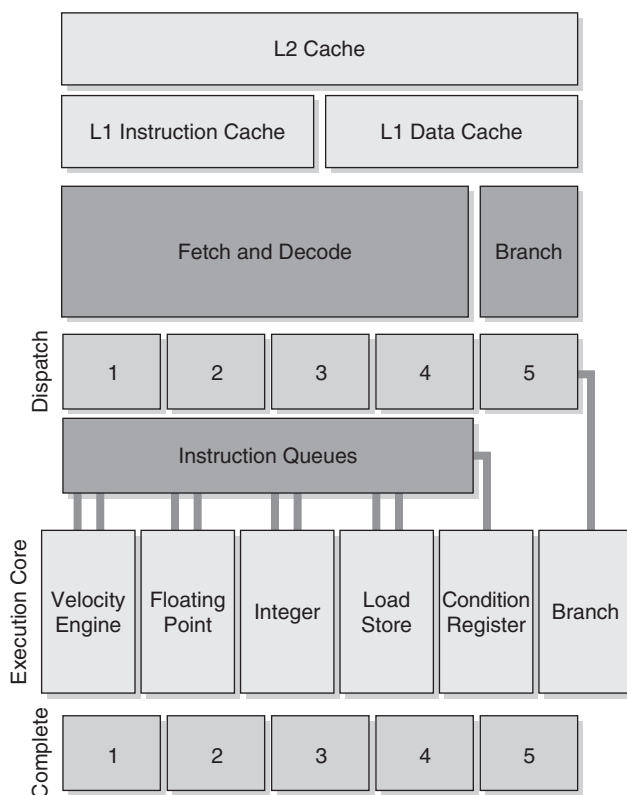 L2 Cache
L1 Instruction Cache
L1 Data Cache
Fetch and Decode
Branch
Dispatch
1
2
3
4
5
Instruction Queues
Execution Core
Velocity
Engine
Floating
Point
Integer
Load
Store
Condition
Register
Branch
Complete
1
2
3
4
5